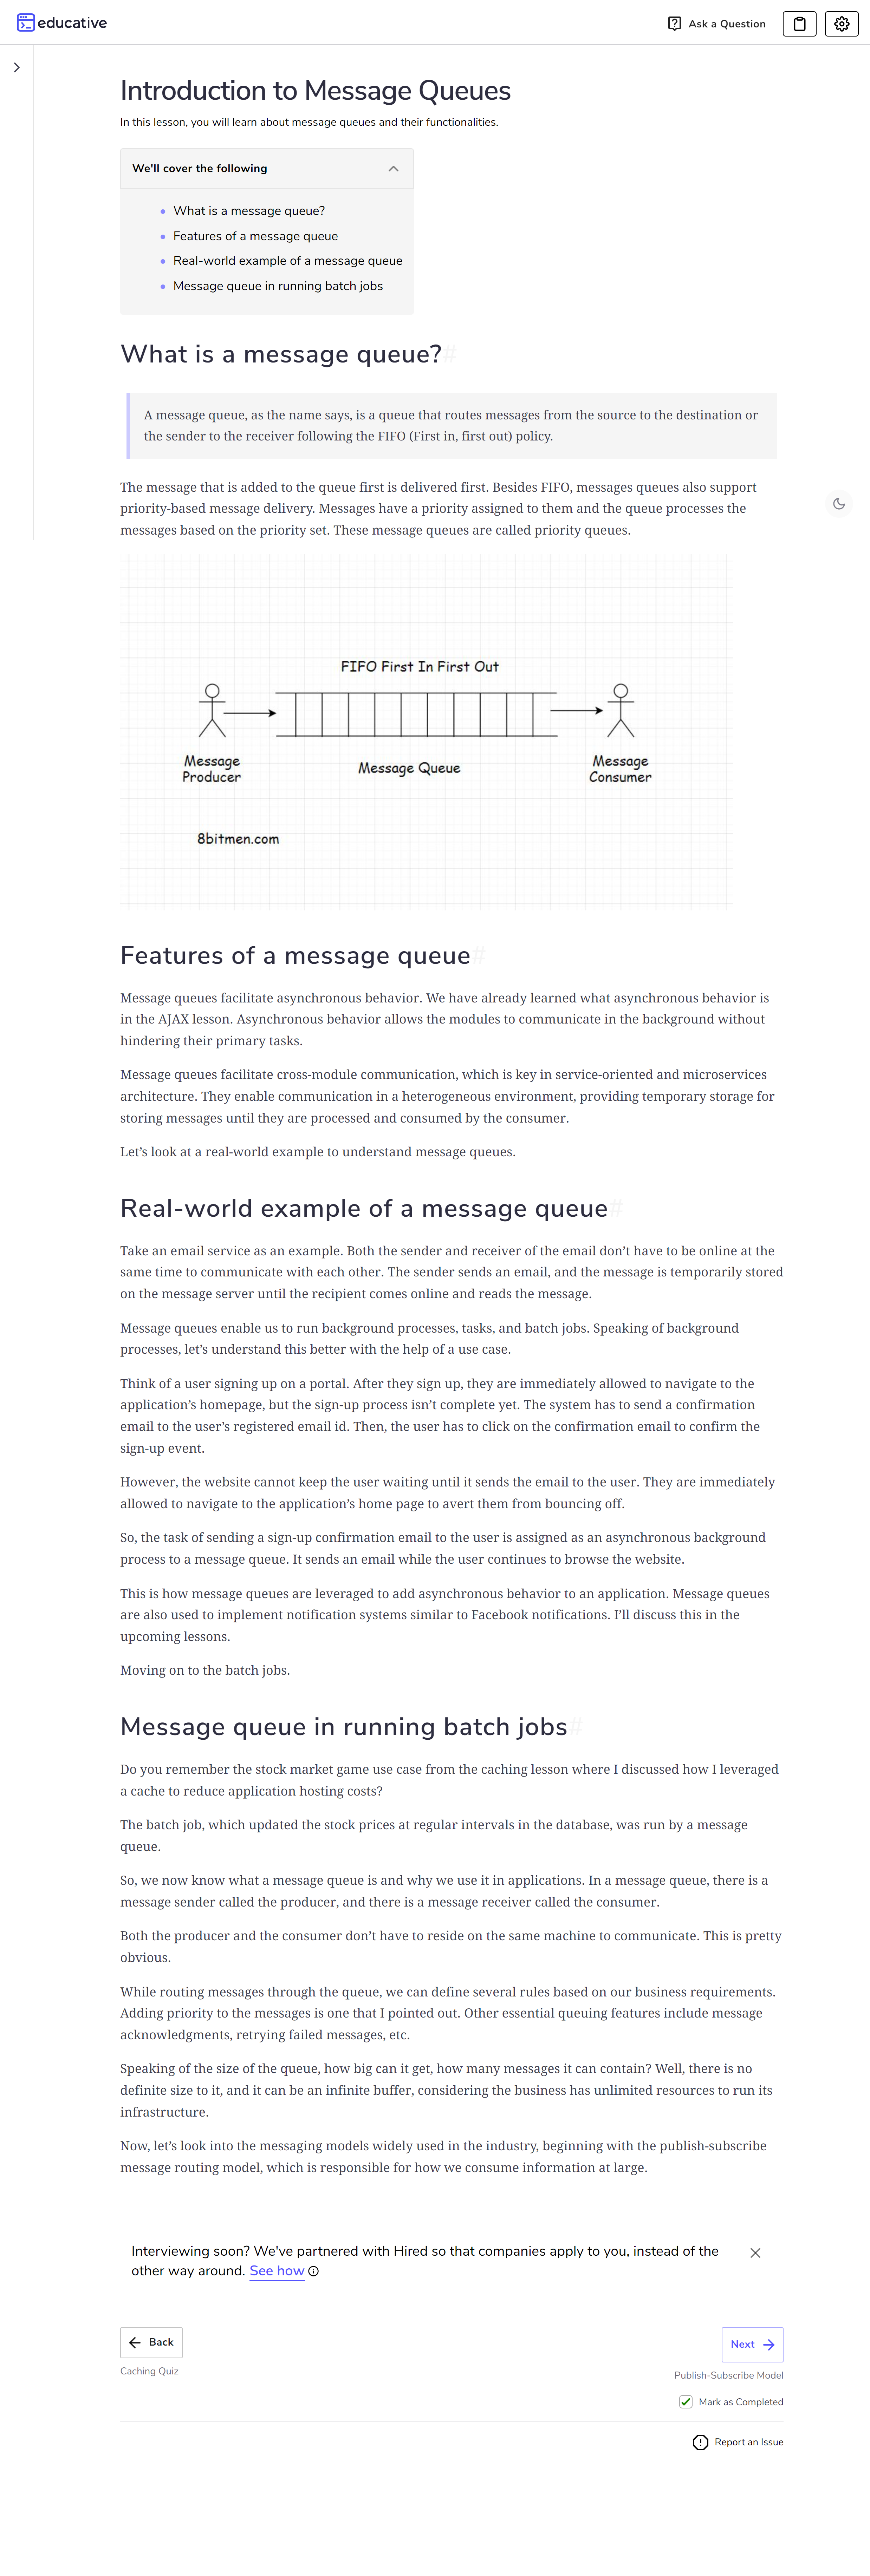 educative
Ask a Question
Introduction to Message Queues
In this lesson, you will learn about message queues and their functionalities.
We'll cover the following
What is a message queue?
Features of a message queue
Real-world example of a message queue
Message queue in running batch jobs
What is a message queue?#
A message queue, as the name says, is a queue that routes messages from the source to the destination or
the sender to the receiver following the FIFO (First in, first out) policy.
The message that is added to the queue first is delivered first. Besides FIFO, messages queues also support
priority-based message delivery. Messages have a priority assigned to them and the queue processes the
messages based on the priority set. These message queues are called priority queues.
FIFO First In First Out
Message
Producer
Message Queue
Message
Consumer
8bitmen.com
Features of a message queue#
Message queues facilitate asynchronous behavior. We have already learned what asynchronous behavior is
in the AJAX lesson. Asynchronous behavior allows the modules to communicate in the background without
hindering their primary tasks.
Message queues facilitate cross-module communication, which is key in service-oriented and microservices
architecture. They enable communication in a heterogeneous environment, providing temporary storage for
storing messages until they are processed and consumed by the consumer.
Let’s look at a real-world example to understand message queues.
Real-world example of a message queue#
Take an email service as an example. Both the sender and receiver of the email don’t have to be online at the
same time to communicate with each other. The sender sends an email, and the message is temporarily stored
on the message server until the recipient comes online and reads the message.
Message queues enable us to run background processes, tasks, and batch jobs. Speaking of background
processes, let’s understand this better with the help of a use case.
Think of a user signing up on a portal. After they sign up, they are immediately allowed to navigate to the
application’s homepage, but the sign-up process isn’t complete yet. The system has to send a confirmation
email to the user’s registered email id. Then, the user has to click on the confirmation email to confirm the
sign-up event.
However, the website cannot keep the user waiting until it sends the email to the user. They are immediately
allowed to navigate to the application’s home page to avert them from bouncing off.
So, the task of sending a sign-up confirmation email to the user is assigned as an asynchronous background
process to a message queue. It sends an email while the user continues to browse the website.
This is how message queues are leveraged to add asynchronous behavior to an application. Message queues
are also used to implement notification systems similar to Facebook notifications. I’ll discuss this in the
upcoming lessons.
Moving on to the batch jobs.
Message queue in running batch jobs#
Do you remember the stock market game use case from the caching lesson where I discussed how I leveraged
a cache to reduce application hosting costs?
The batch job, which updated the stock prices at regular intervals in the database, was run by a message
queue.
So, we now know what a message queue is and why we use it in applications. In a message queue, there is a
message sender called the producer, and there is a message receiver called the consumer.
Both the producer and the consumer don’t have to reside on the same machine to communicate. This is pretty
obvious.
While routing messages through the queue, we can define several rules based on our business requirements.
Adding priority to the messages is one that I pointed out. Other essential queuing features include message
acknowledgments, retrying failed messages, etc.
Speaking of the size of the queue, how big can it get, how many messages it can contain? Well, there is no
definite size to it, and it can be an infinite buffer, considering the business has unlimited resources to run its
infrastructure.
Now, let’s look into the messaging models widely used in the industry, beginning with the publish-subscribe
message routing model, which is responsible for how we consume information at large.
Interviewing soon? We've partnered with Hired so that companies apply to you, instead of the
other way around. See how
Back
Next
Caching Quiz
Publish-Subscribe Model
Mark as Completed
Report an Issue